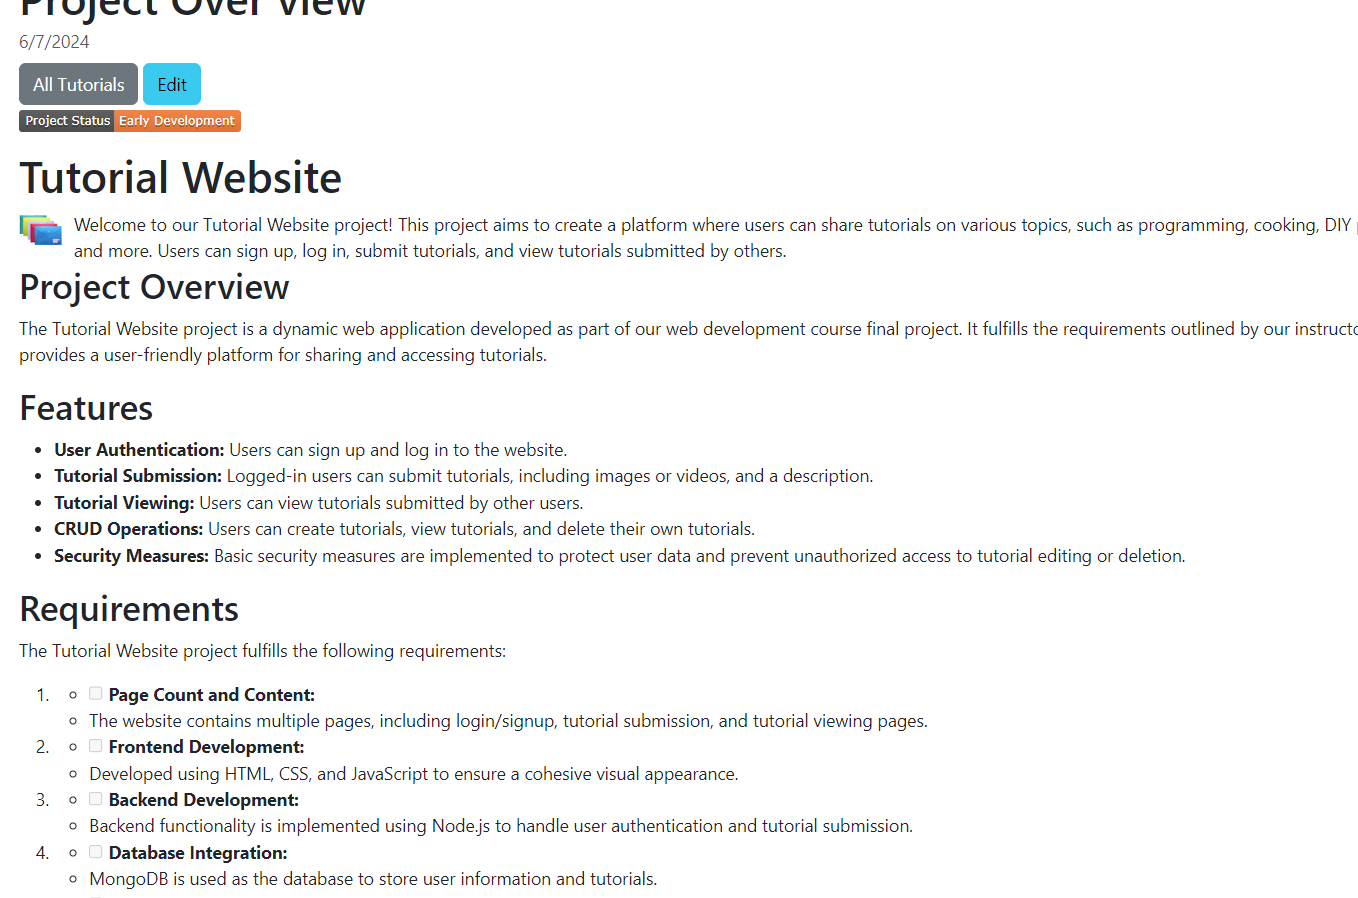 Project Over view
6/7/2024
All Tutorials Edit
Project Status Early Development
Tutorial Website
Welcome to our Tutorial Website project! This project aims to create a platform where users can share tutorials on various topics, such as programming, cooking, DIY
and more. Users can sign up, log in, submit tutorials, and view tutorials submitted by others.
Project Overview
The Tutorial Website project is a dynamic web application developed as part of our web development course final project. It fulfills the requirements outlined by our
provides a user-friendly platform for sharing and accessing tutorials.
Features
• User Authentication: Users can sign up and log in to the website.
• Tutorial Submission: Logged-in users can submit tutorials, including images or videos, and a description.
• Tutorial Viewing: Users can view tutorials submitted by other users.
• CRUD Operations: Users can create tutorials, view tutorials, and delete their own tutorials.
• Security Measures: Basic security measures are implemented to protect user data and prevent unauthorized access to tutorial editing or deletion.
Requirements
The Tutorial Website project fulfills the following requirements:
1. ◦ Page Count and Content:
◦ The website contains multiple pages, including login/signup, tutorial submission, and tutorial viewing pages.
2. ◦ Frontend Development:
◦ Developed using HTML, CSS, and JavaScript to ensure a cohesive visual appearance.
3. ◦ Backend Development:
◦ Backend functionality is implemented using Node.js to handle user authentication and tutorial submission.
4. ◦ Database Integration:
◦ MongoDB is used as the database to store user information and tutorials.